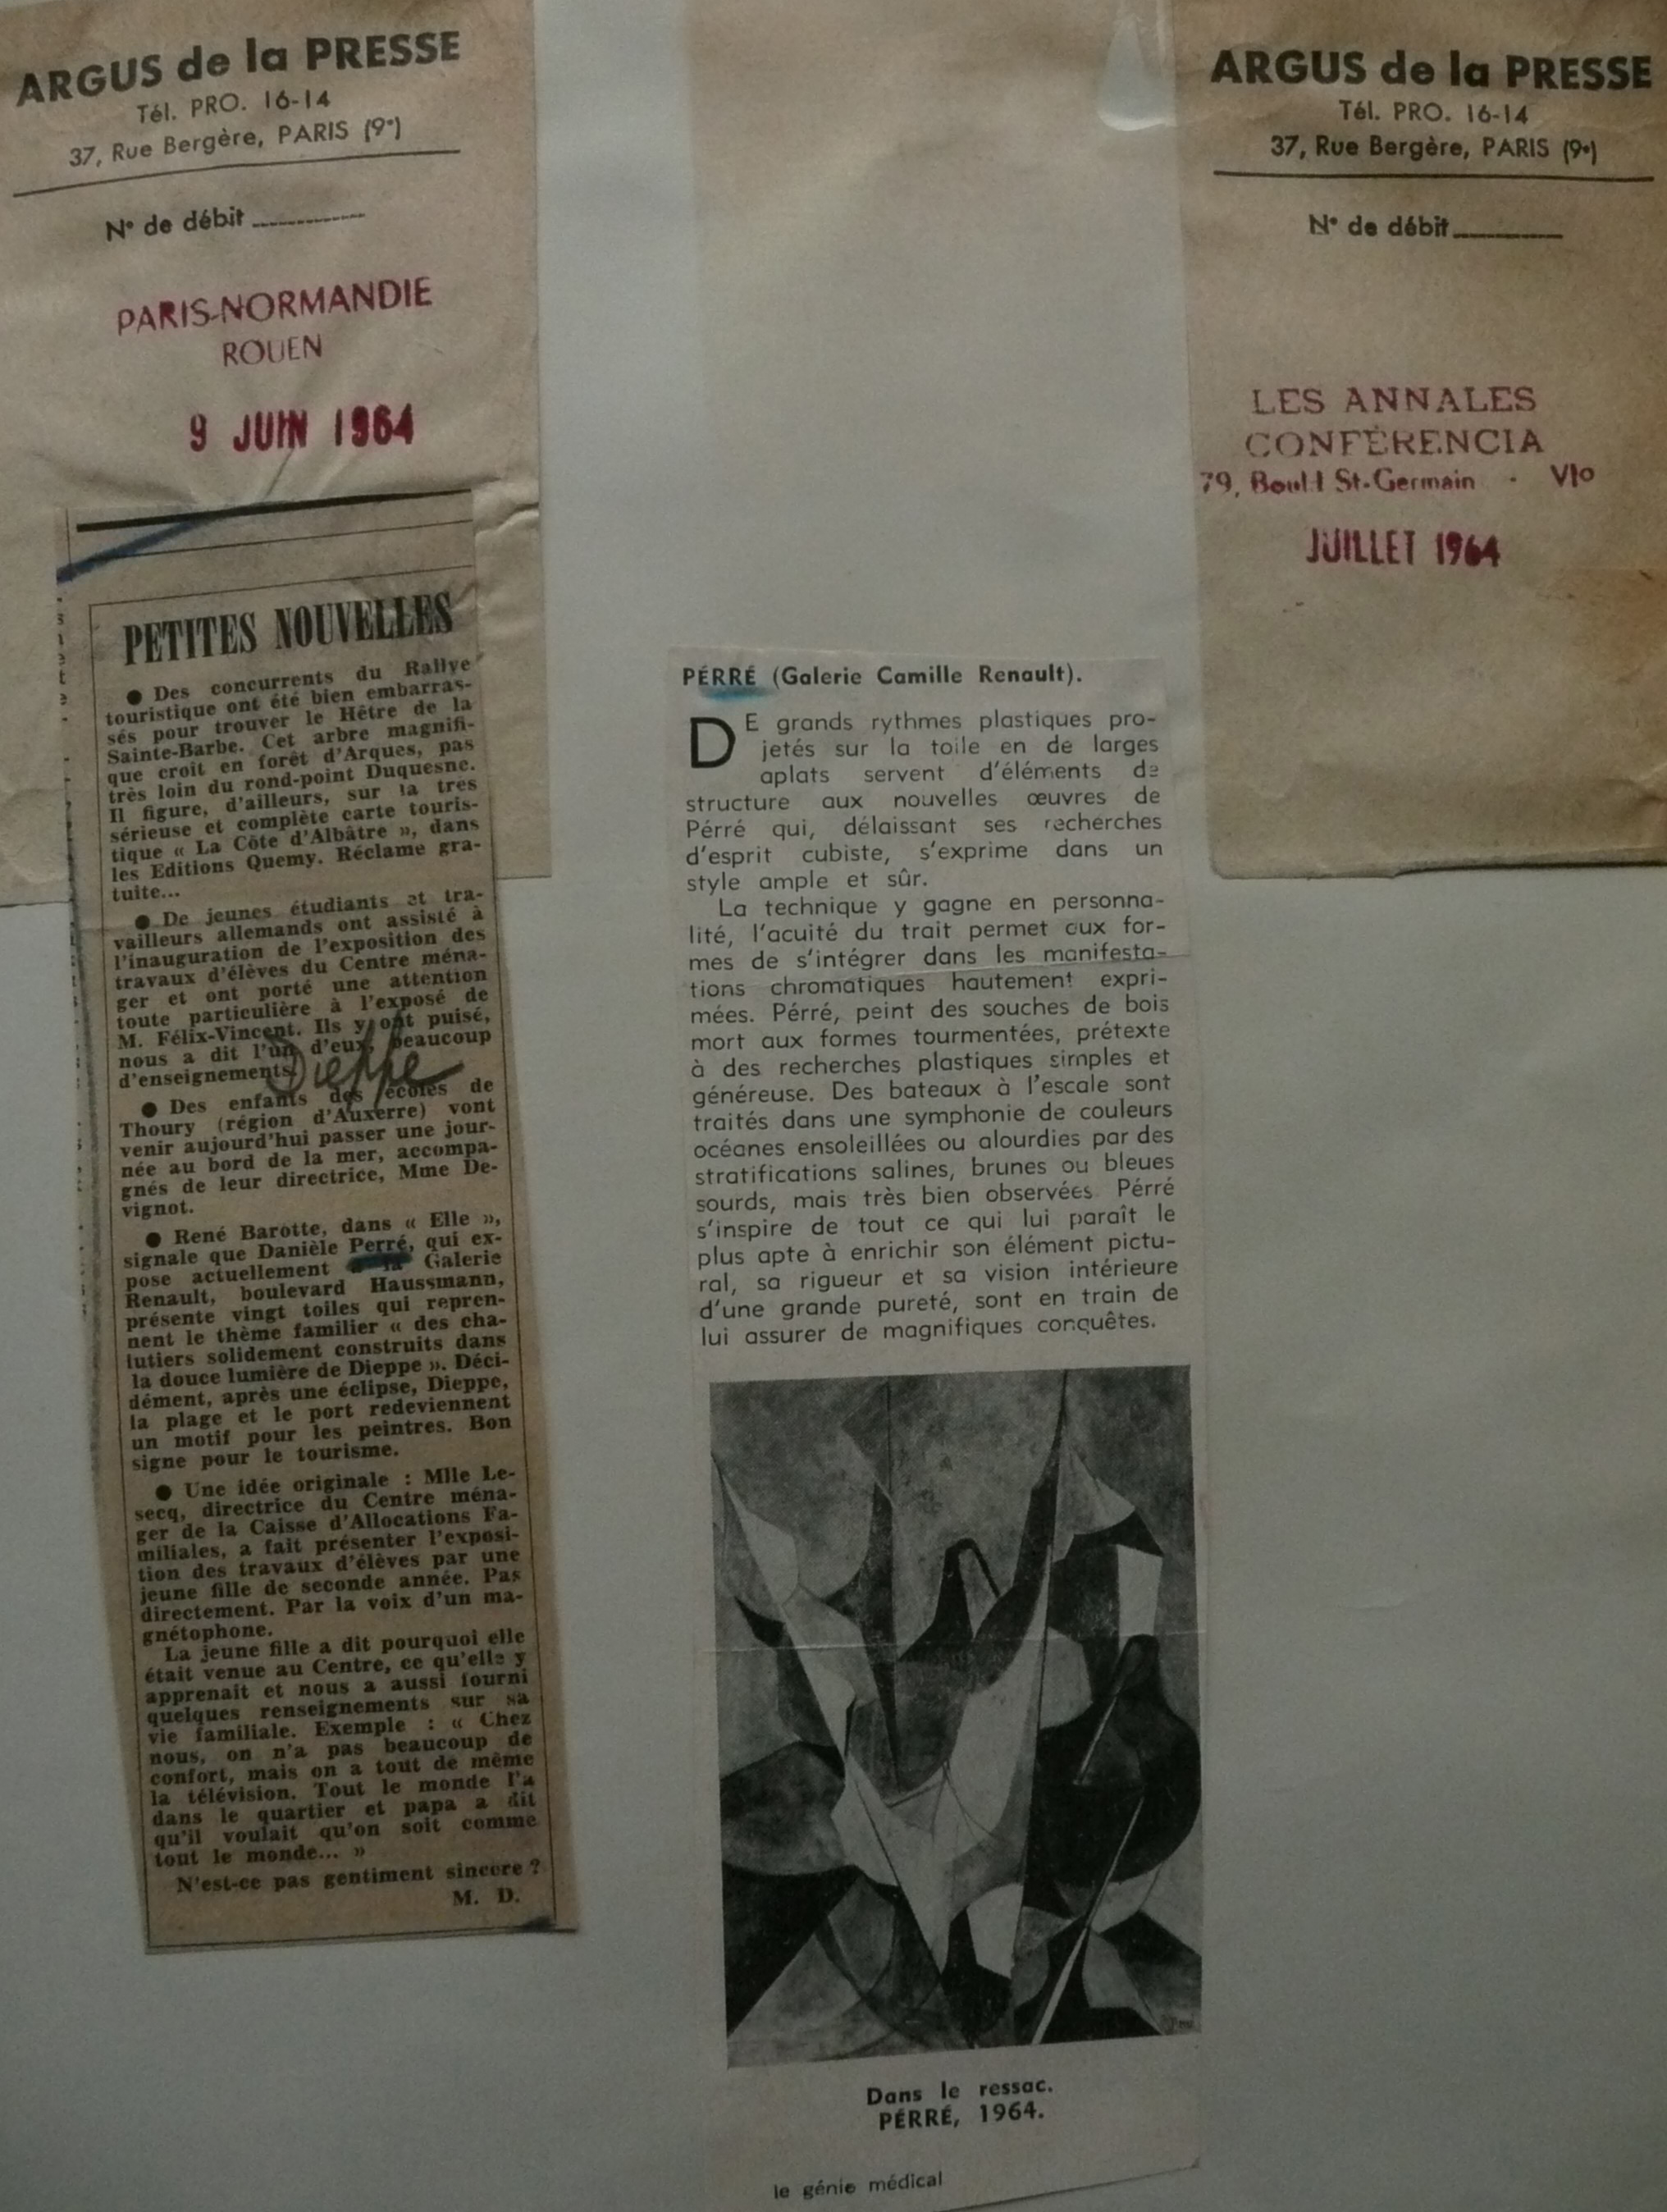 ARGUS de la PRESSE
Tél. PRO. 16-14
37, Rue Bergère, PARIS (9e)
N° de débit
PARIS-NORMANDIE
ROUEN
9 JUIN 1964
PETITES NOUVELLES
● Des concurrents du Rallye
touristique ont été bien embarras-
sés pour trouver le Hêtre de la
Sainte-Barbe. Cet arbre magnifi-
que croît en forêt d'Arques, pas
très loin du rond-point Duquesne.
Il figure, d'ailleurs, sur la très
sérieuse et complète carte touris-
tique « La Côte d'Albâtre », dans
les Editions Quemy. Réclame gra-
tuite...
● De jeunes étudiants et tra-
vailleurs allemands ont assisté à
l'inauguration de l'exposition des
travaux d'élèves du Centre ména-
ger et ont porté une attention
toute particulière à l'exposé de
M. Félix-Vincent. Ils y ont puisé,
nous a dit l'un d'eux, beaucoup
d'enseignements.
Dieppe
● Des enfants des écoles de
Thoury (région d'Auxerre) vont
venir aujourd'hui passer une jour-
née au bord de la mer, accompa-
gnés de leur directrice, Mme De-
vignot.
● René Barotte, dans « Elle »,
signale que Danièle Perré, qui ex-
pose actuellement à la Galerie
Renault, boulevard Haussmann,
présente vingt toiles qui repren-
nent le thème familier « des cha-
lutiers solidement construits dans
la douce lumière de Dieppe ». Déci-
dément, après une éclipse, Dieppe,
la plage et le port redeviennent
un motif pour les peintres. Bon
signe pour le tourisme.
● Une idée originale : Mlle Le-
secq, directrice du Centre ména-
ger de la Caisse d'Allocations Fa-
miliales, a fait présenter l'exposi-
tion des travaux d'élèves par une
jeune fille de seconde année. Pas
directement. Par la voix d'un ma-
gnétophone.
La jeune fille a dit pourquoi elle
était venue au Centre, ce qu'elle y
apprenait et nous a aussi fourni
quelques renseignements sur sa
vie familiale. Exemple : « Chez
nous, on n'a pas beaucoup de
confort, mais on a tout de même
la télévision. Tout le monde l'a
dans le quartier et papa a dit
qu'il voulait qu'on soit comme
tout le monde... »
N'est-ce pas gentiment sincère ?
M. D.
PÉRRÉ (Galerie Camille Renault).
DE grands rythmes plastiques pro-
jetés sur la toile en de larges
aplats servent d'éléments de
structure aux nouvelles œuvres de
Pérré qui, délaissant ses recherches
d'esprit cubiste, s'exprime dans un
style ample et sûr.
La technique y gagne en personna-
lité, l'acuité du trait permet aux for-
mes de s'intégrer dans les manifesta-
tions chromatiques hautement expri-
mées. Pérré, peint des souches de bois
mort aux formes tourmentées, prétexte
à des recherches plastiques simples et
généreuse. Des bateaux à l'escale sont
traités dans une symphonie de couleurs
océanes ensoleillées ou alourdies par des
stratifications salines, brunes ou bleues
sourds, mais très bien observées. Pérré
s'inspire de tout ce qui lui paraît le
plus apte à enrichir son élément pictu-
ral, sa rigueur et sa vision intérieure
d'une grande pureté, sont en train de
lui assurer de magnifiques conquêtes.
Dans le ressac.
PÉRRÉ, 1964.
le génie médical
ARGUS de la PRESSE
Tél. PRO. 16-14
37, Rue Bergère, PARIS (9e)
N° de débit
LES ANNALES
CONFÉRENCIA
79, Boul.d St-Germain - VIo
JUILLET 1964